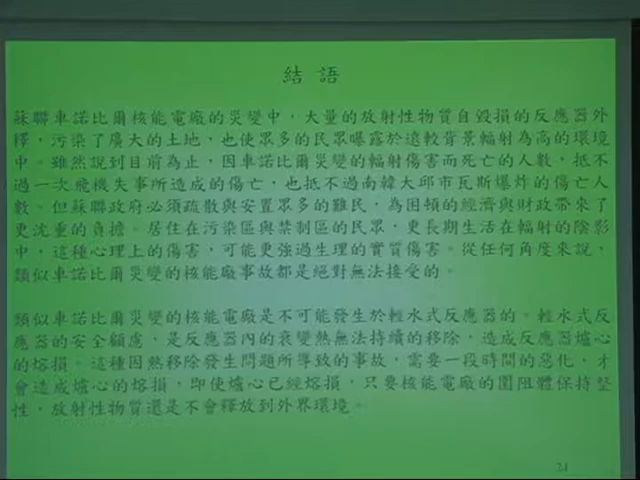 結 語
蘇聯車諾比爾核能電廠的災變中，大量的放射性物質自毀損的反應器外
釋，污染了廣大的土地，也使眾多的民眾曝露於遠較背景輻射為高的環境
中。雖然說到目前為止，因車諾比爾災變的輻射傷害而死亡的人數，抵不
過一次飛機失事所造成的傷亡，也抵不過南韓大邱市瓦斯爆炸的傷亡人
數。但蘇聯政府必須疏散與安置眾多的難民，為困頓的經濟與財政帶來了
更沈重的負擔。居住在污染區與禁制區的民眾，更長期生活在輻射的陰影
中，這種心理上的傷害，可能更強過生理的實質傷害。從任何角度來說，
類似車諾比爾災變的核能廠事故都是絕對無法接受的。
類似車諾比爾災變的核能電廠是不可能發生於輕水式反應器的。輕水式反
應器的安全顧慮，是反應器內的衰變熱無法持續的移除，造成反應器爐心
的熔損。這種因熱移除發生問題所導致的事故，需要一段時間的惡化，才
會造成爐心的熔損，即使爐心已經熔損，只要核能電廠的圍阻體保持整
性，放射性物質還是不會釋放到外界環境。
21